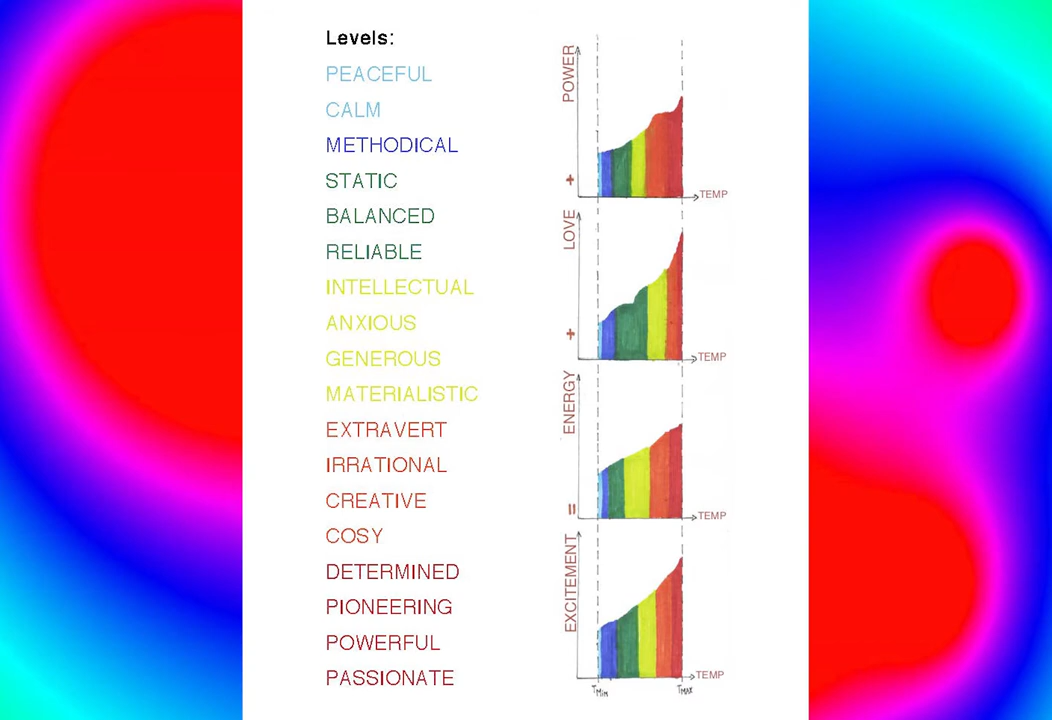 Levels:
PEACEFUL
CALM
METHODICAL
STATIC
BALANCED
RELIABLE
INTELLECTUAL
ANXIOUS
GENEROUS
MATERIALISTIC
EXTRAVERT
IRRATIONAL
CREATIVE
COSY
DETERMINED
PIONEERING
POWERFUL
PASSIONATE
POWER
+
TEMP
LOVE
+
TEMP
ENERGY
=
TEMP
EXCITEMENT
TEMP
TMIN
TMAX